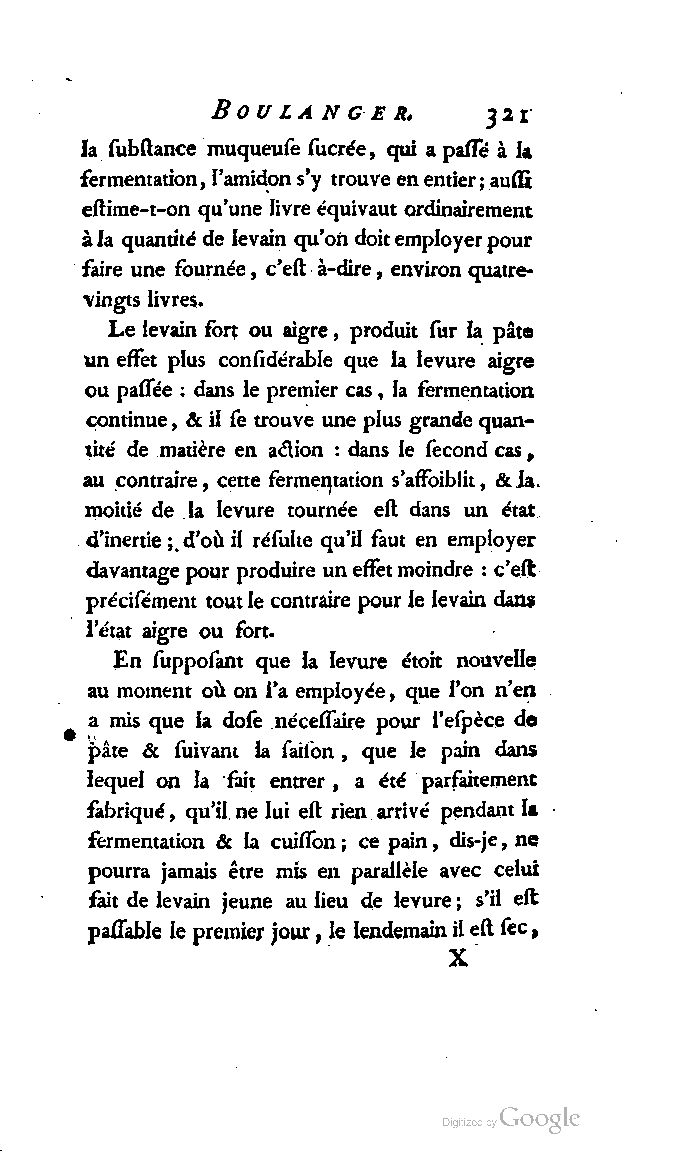 BOULANGER. 321
la ſubſtance muqueuſe ſucrée, qui a paſſé à la
fermentation, l'amidon s'y trouve en entier; auſſi
eſtime-t-on qu'une livre équivaut ordinairement
à la quantité de levain qu'on doit employer pour
faire une fournée, c'eſt à-dire, environ quatre-
vingts livres.
Le levain fort ou aigre, produit ſur la pâte
un effet plus conſidérable que la levure aigre
ou paſſée : dans le premier cas, la fermentation
continue, & il ſe trouve une plus grande quan-
tité de matière en action : dans le ſecond cas,
au contraire, cette fermentation s'affoiblit, & la
moitié de la levure tournée eſt dans un état
d'inertie; d'où il réſulte qu'il faut en employer
davantage pour produire un effet moindre : c'eſt
préciſément tout le contraire pour le levain dans
l'état aigre ou fort.
En ſuppoſant que la levure étoit nouvelle
au moment où on l'a employée, que l'on n'en
a mis que la doſe néceſſaire pour l'eſpèce de
pâte & ſuivant la ſaiſon, que le pain dans
lequel on la fait entrer, a été parfaitement
fabriqué, qu'il ne lui eſt rien arrivé pendant la
fermentation & la cuiſſon; ce pain, dis-je, ne
pourra jamais être mis en parallèle avec celui
fait de levain jeune au lieu de levure; s'il eſt
paſſable le premier jour, le lendemain il eſt ſec,
X
Digitized by Google